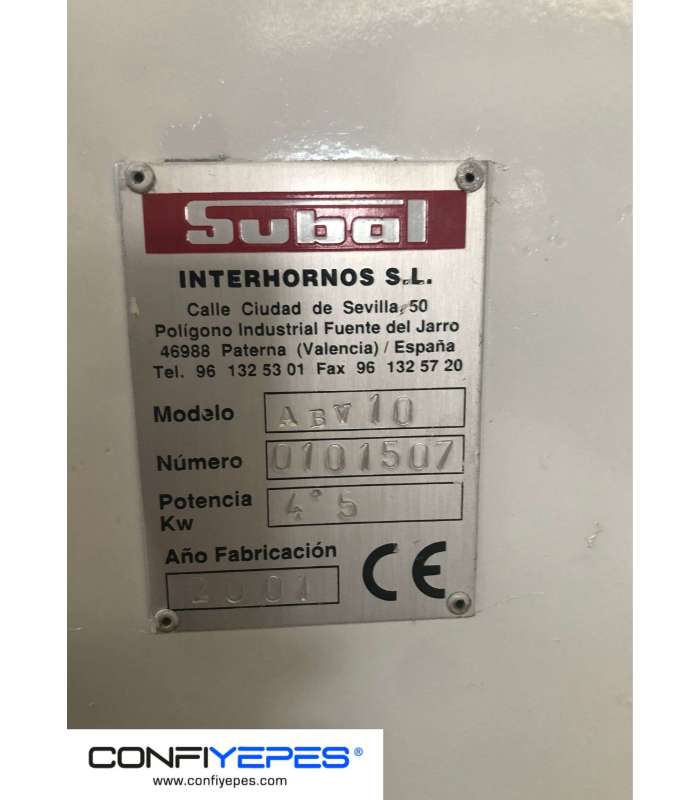 Subal
INTERHORNOS S.L.
Calle Ciudad de Sevilla, 50
Polígono Industrial Fuente del Jarro
46988 Paterna (Valencia) / España
Tel. 96 132 53 01 Fax 96 132 57 20
Modelo ABV10
Número 0101507
Potencia
Kw 4'5
Año Fabricación
2001
CE
CONFIYEPES®
www.confiyepes.com